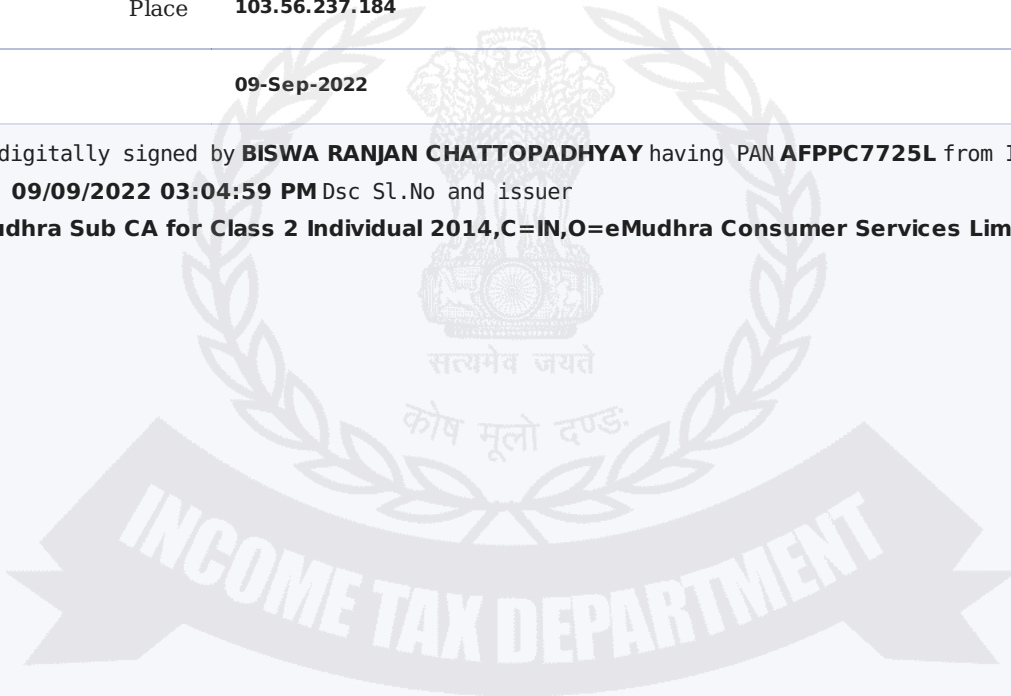 Place 103.56.237.184
09-Sep-2022
digitally signed by BISWA RANJAN CHATTOPADHYAY having PAN AFPPC7725L from I
09/09/2022 03:04:59 PM Dsc Sl.No and issuer
udhra Sub CA for Class 2 Individual 2014,C=IN,O=eMudhra Consumer Services Lim
सत्यमेव जयते
कोष मूलो दण्डः
INCOME TAX DEPARTMENT